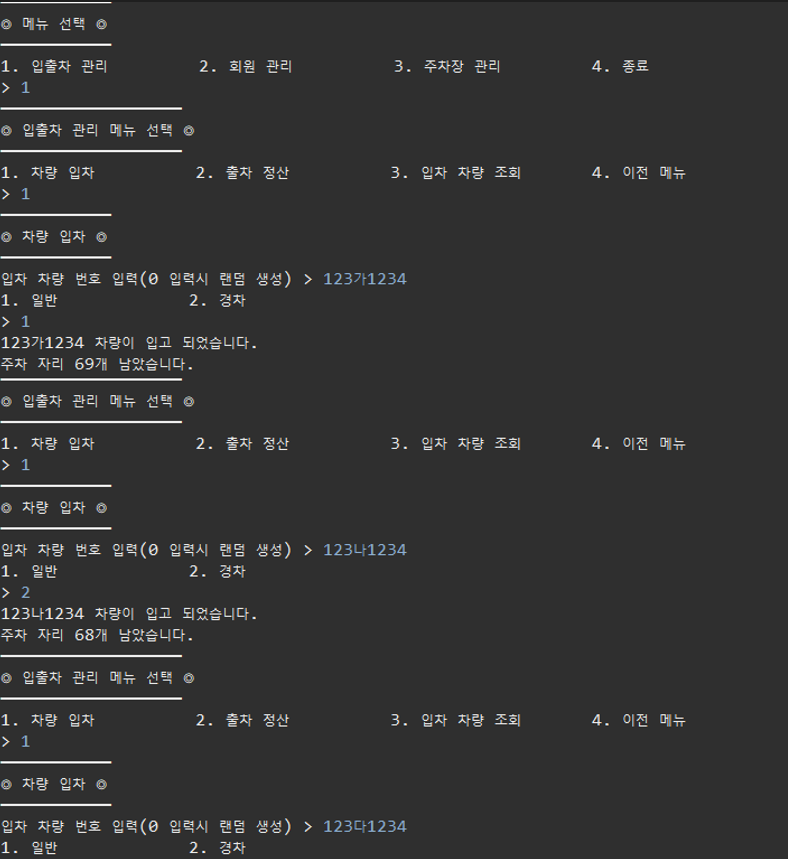 ◎ 메뉴 선택 ◎
1. 입출차 관리 2. 회원 관리 3. 주차장 관리 4. 종료
> 1
◎ 입출차 관리 메뉴 선택 ◎
1. 차량 입차 2. 출차 정산 3. 입차 차량 조회 4. 이전 메뉴
> 1
◎ 차량 입차 ◎
입차 차량 번호 입력(0 입력시 랜덤 생성) > 123가1234
1. 일반 2. 경차
> 1
123가1234 차량이 입고 되었습니다.
주차 자리 69개 남았습니다.
◎ 입출차 관리 메뉴 선택 ◎
1. 차량 입차 2. 출차 정산 3. 입차 차량 조회 4. 이전 메뉴
> 1
◎ 차량 입차 ◎
입차 차량 번호 입력(0 입력시 랜덤 생성) > 123나1234
1. 일반 2. 경차
> 2
123나1234 차량이 입고 되었습니다.
주차 자리 68개 남았습니다.
◎ 입출차 관리 메뉴 선택 ◎
1. 차량 입차 2. 출차 정산 3. 입차 차량 조회 4. 이전 메뉴
> 1
◎ 차량 입차 ◎
입차 차량 번호 입력(0 입력시 랜덤 생성) > 123다1234
1. 일반 2. 경차